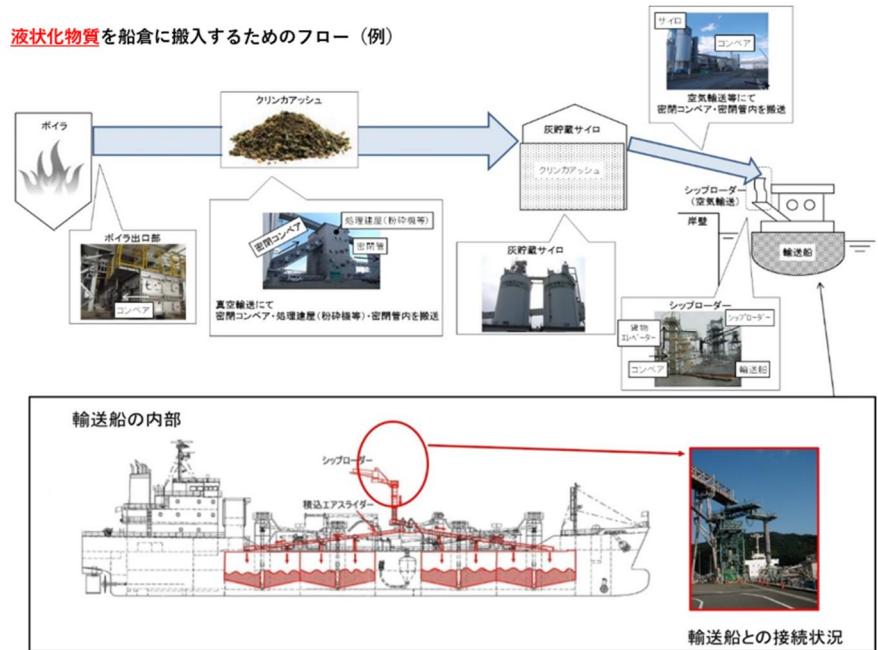 液状化物質を船倉に搬入するためのフロー（例）
サイロ
コンベア
空気輸送等にて
密閉コンベア・密閉管内を搬送
クリンカアッシュ
ボイラ
灰貯蔵サイロ
クリンカアッシュ
シップローダー
（空気輸送）
岸壁
輸送船
ボイラ出口部
コンベア
処理建屋（粉砕機等）
密閉コンベア
密閉管
真空輸送にて
密閉コンベア・処理建屋（粉砕機等）・密閉管内を搬送
灰貯蔵サイロ
シップローダー
シップローダー
貨物
エレベーター
コンベア
輸送船
輸送船の内部
シップローダー
積込エアスライダー
輸送船との接続状況